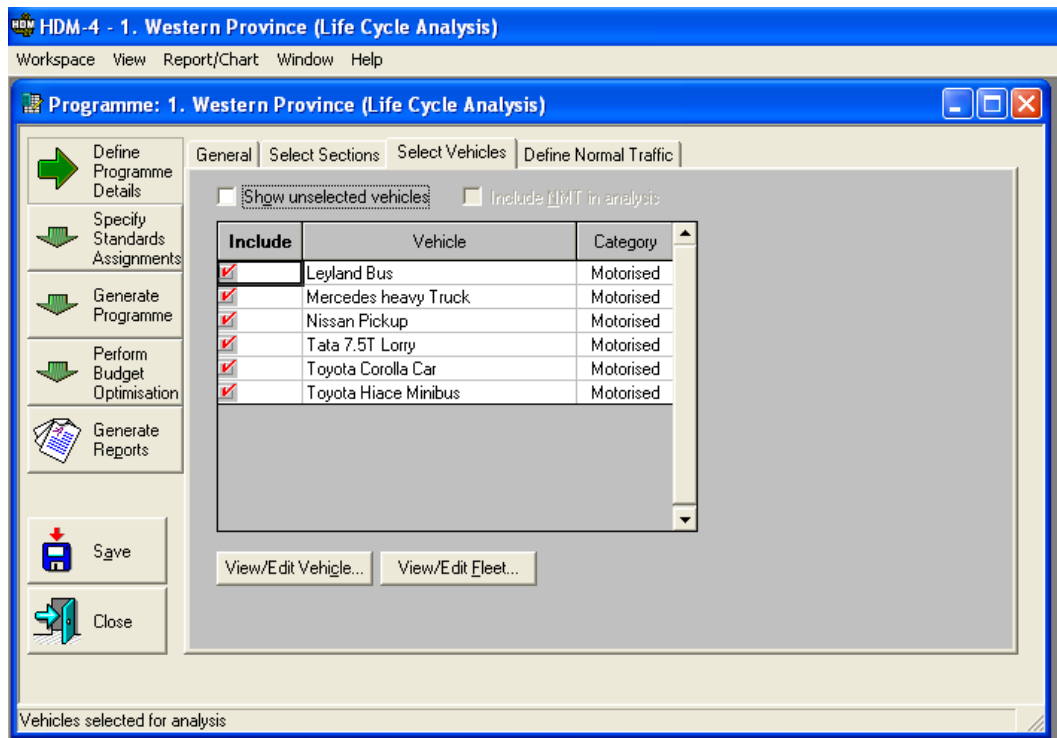 HDM-4 - 1. Western Province (Life Cycle Analysis)
Workspace View Report/Chart Window Help
Programme: 1. Western Province (Life Cycle Analysis)
Define
Programme
Details
Specify
Standards
Assignments
Generate
Programme
Perform
Budget
Optimisation
Generate
Reports
Save
Close
General Select Sections Select Vehicles Define Normal Traffic
Show unselected vehicles Include NMT in analysis
Include Vehicle Category
Leyland Bus Motorised
Mercedes heavy Truck Motorised
Nissan Pickup Motorised
Tata 7.5T Lorry Motorised
Toyota Corolla Car Motorised
Toyota Hiace Minibus Motorised
View/Edit Vehicle... View/Edit Fleet...
Vehicles selected for analysis